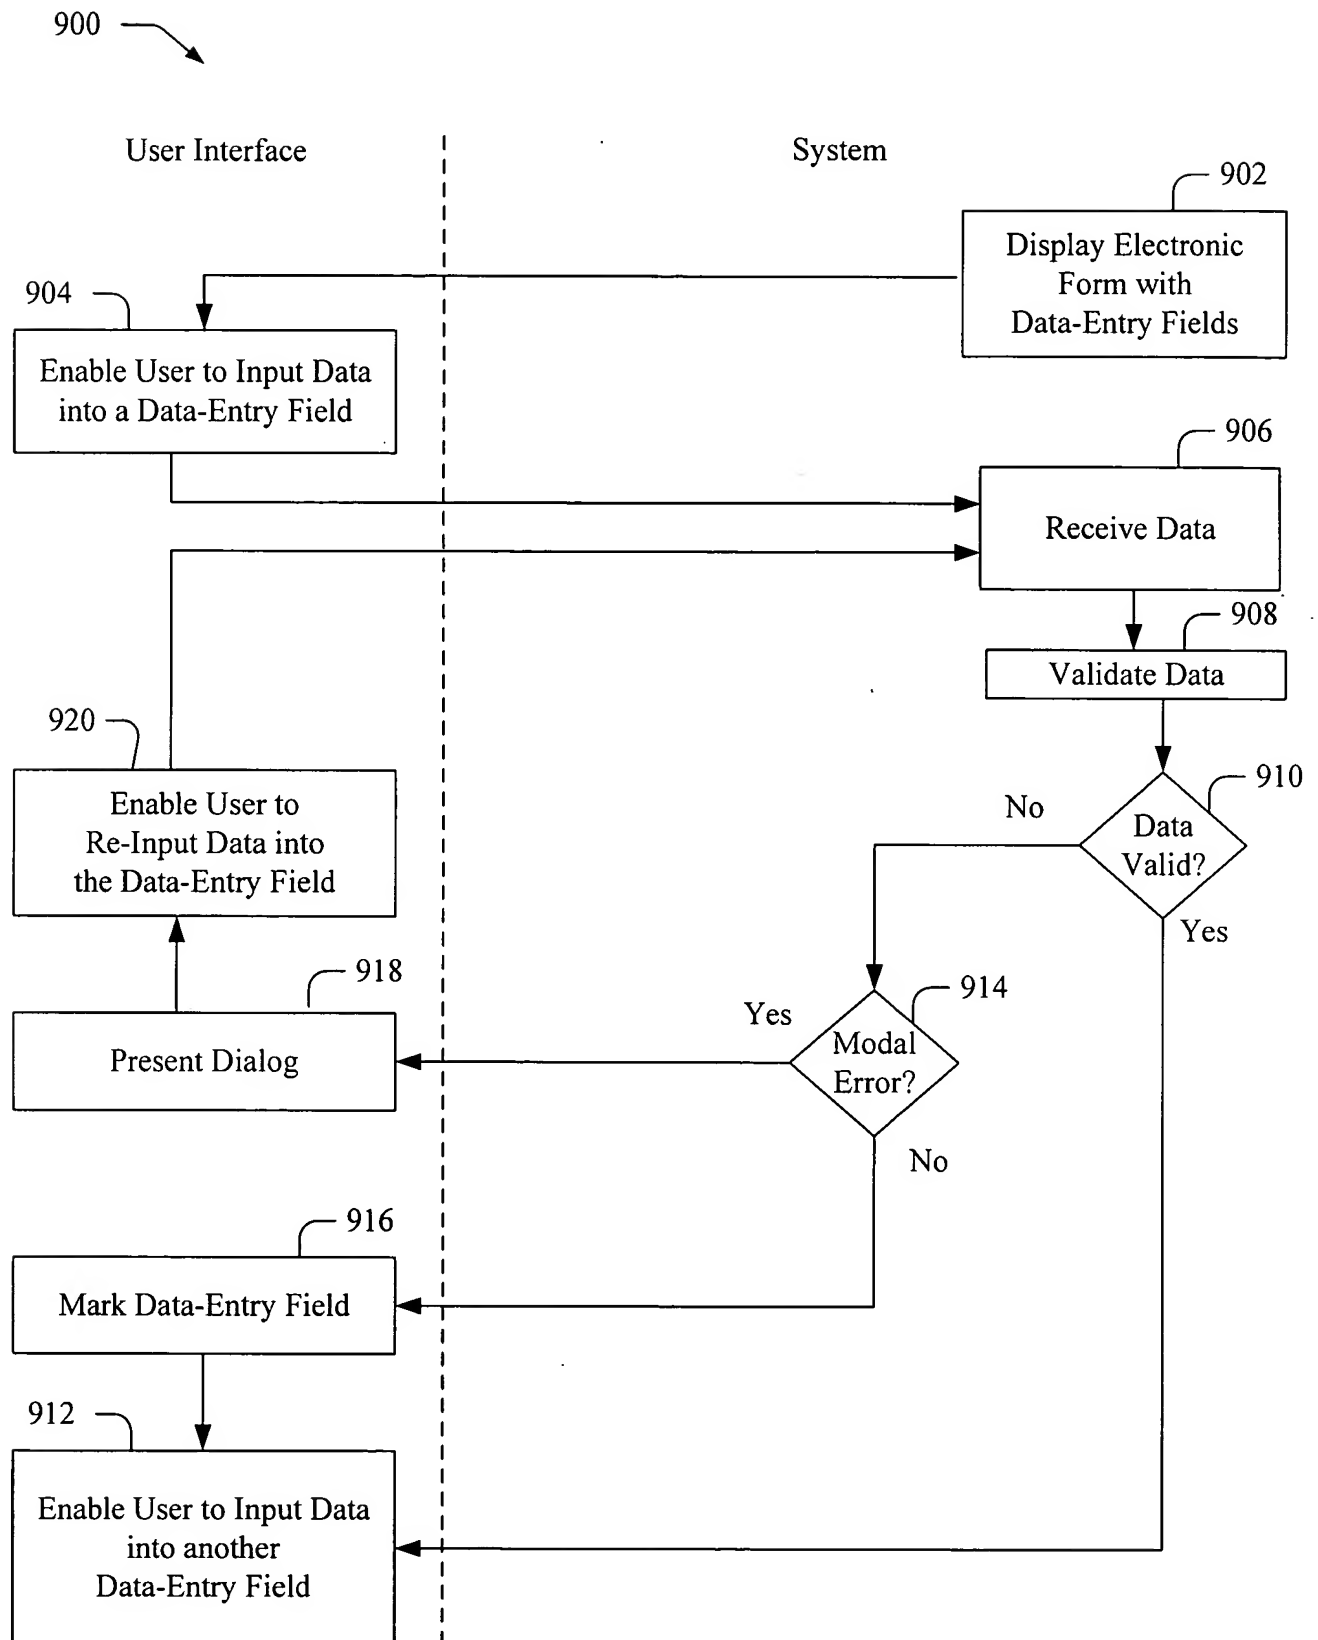 900
User Interface
System
902
Display Electronic
Form with
Data-Entry Fields
904
Enable User to Input Data
into a Data-Entry Field
906
Receive Data
908
Validate Data
920
Enable User to
Re-Input Data into
the Data-Entry Field
910
No
Data
Valid?
Yes
918
Present Dialog
914
Yes
Modal
Error?
No
916
Mark Data-Entry Field
912
Enable User to Input Data
into another
Data-Entry Field